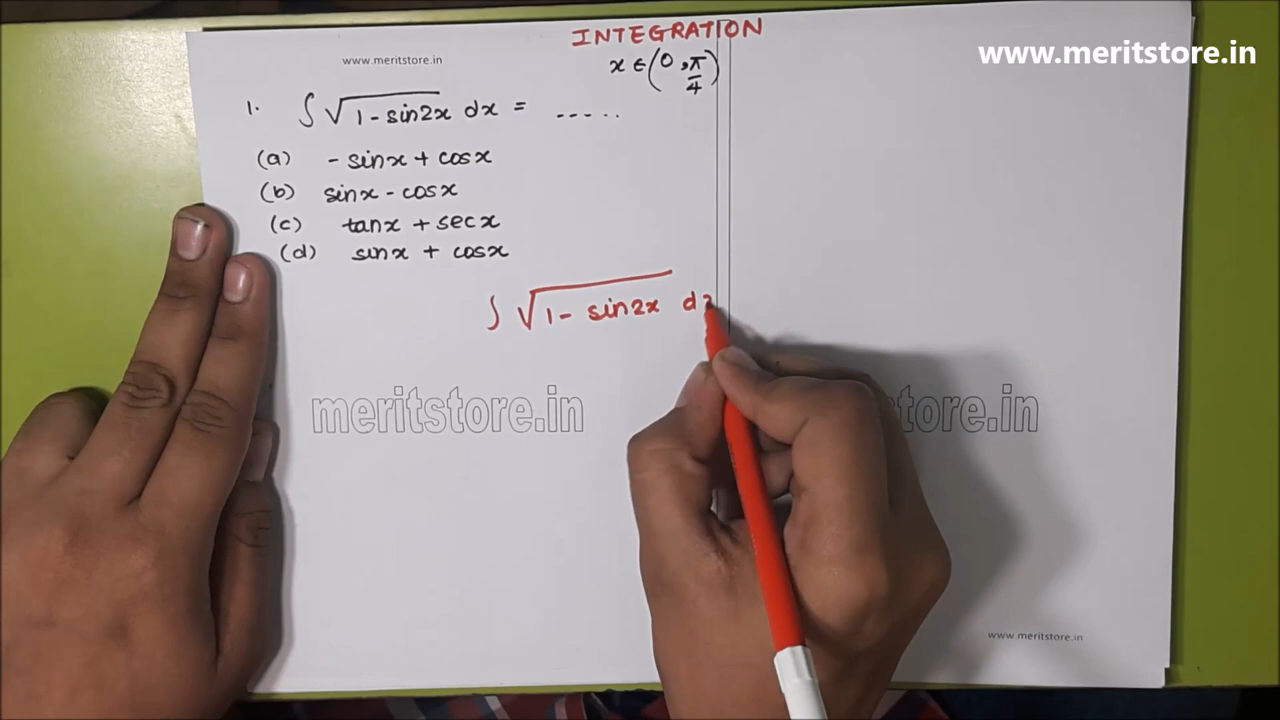 INTEGRATION
www.meritstore.in
www.meritstore.in
x ∈ (0, π/4)
1. ∫ √(1 - sin2x) dx = .....
(a) - sinx + cosx
(b) sinx - cosx
(c) tanx + secx
(d) sinx + cosx
∫ √(1 - sin2x) d
meritstore.in
store.in
www.meritstore.in